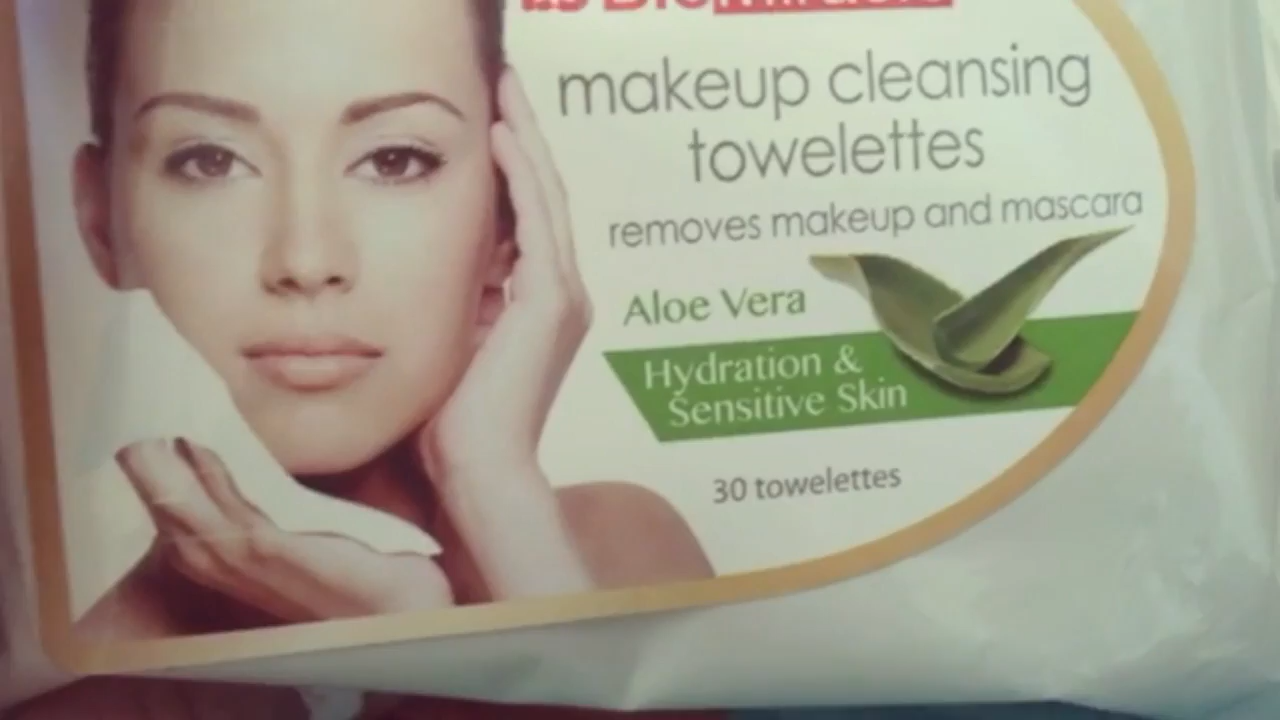 makeup cleansing
towelettes
removes makeup and mascara
Aloe Vera
Hydration &
Sensitive Skin
30 towelettes